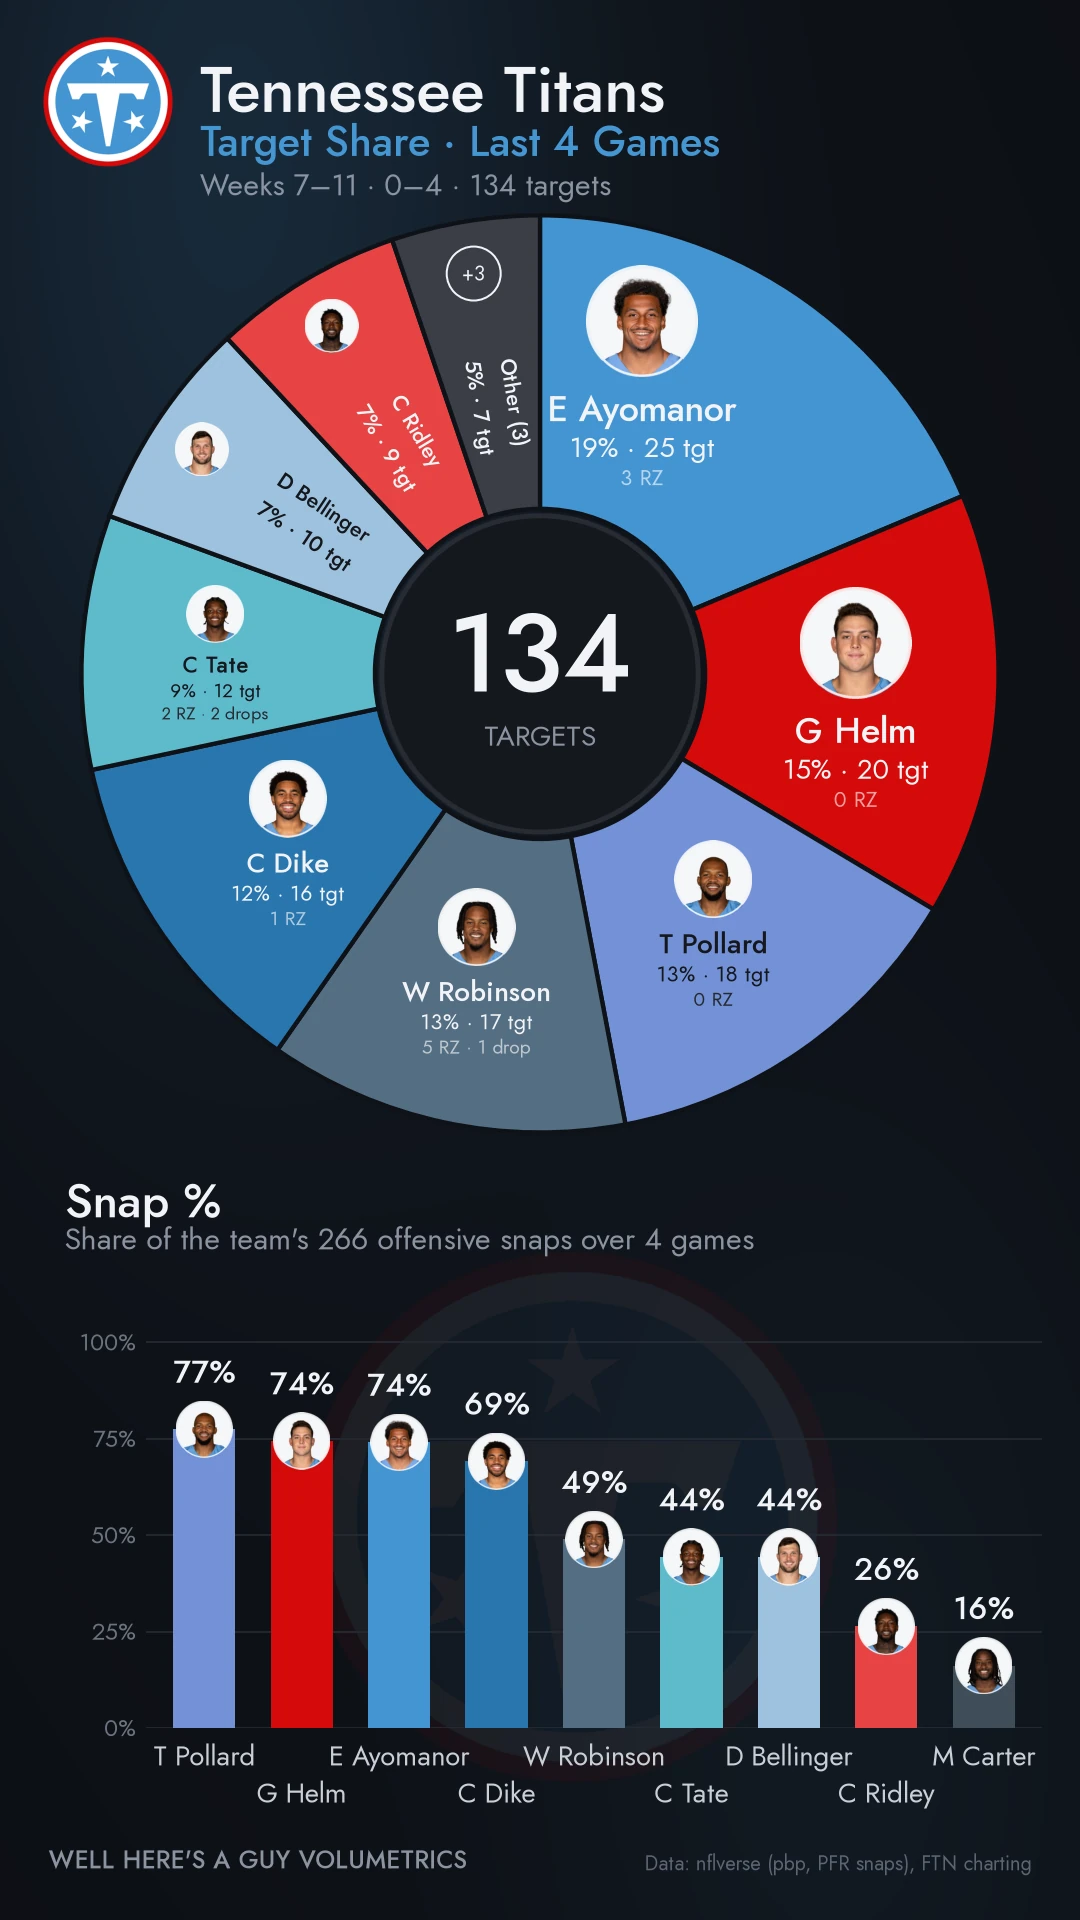 Tennessee Titans
Target Share · Last 4 Games
Weeks 7–11 · 0–4 · 134 targets
+3
Other (3)
5% · 7 tgt
E Ayomanor
19% · 25 tgt
3 RZ
C Ridley
7% · 9 tgt
D Bellinger
7% · 10 tgt
G Helm
15% · 20 tgt
0 RZ
134
TARGETS
C Tate
9% · 12 tgt
2 RZ · 2 drops
C Dike
12% · 16 tgt
1 RZ
T Pollard
13% · 18 tgt
0 RZ
W Robinson
13% · 17 tgt
5 RZ · 1 drop
Snap %
Share of the team's 266 offensive snaps over 4 games
100%
75%
50%
25%
0%
77%
74%
74%
69%
49%
44%
44%
26%
16%
T Pollard
G Helm
E Ayomanor
C Dike
W Robinson
C Tate
D Bellinger
C Ridley
M Carter
WELL HERE'S A GUY VOLUMETRICS
Data: nflverse (pbp, PFR snaps), FTN charting